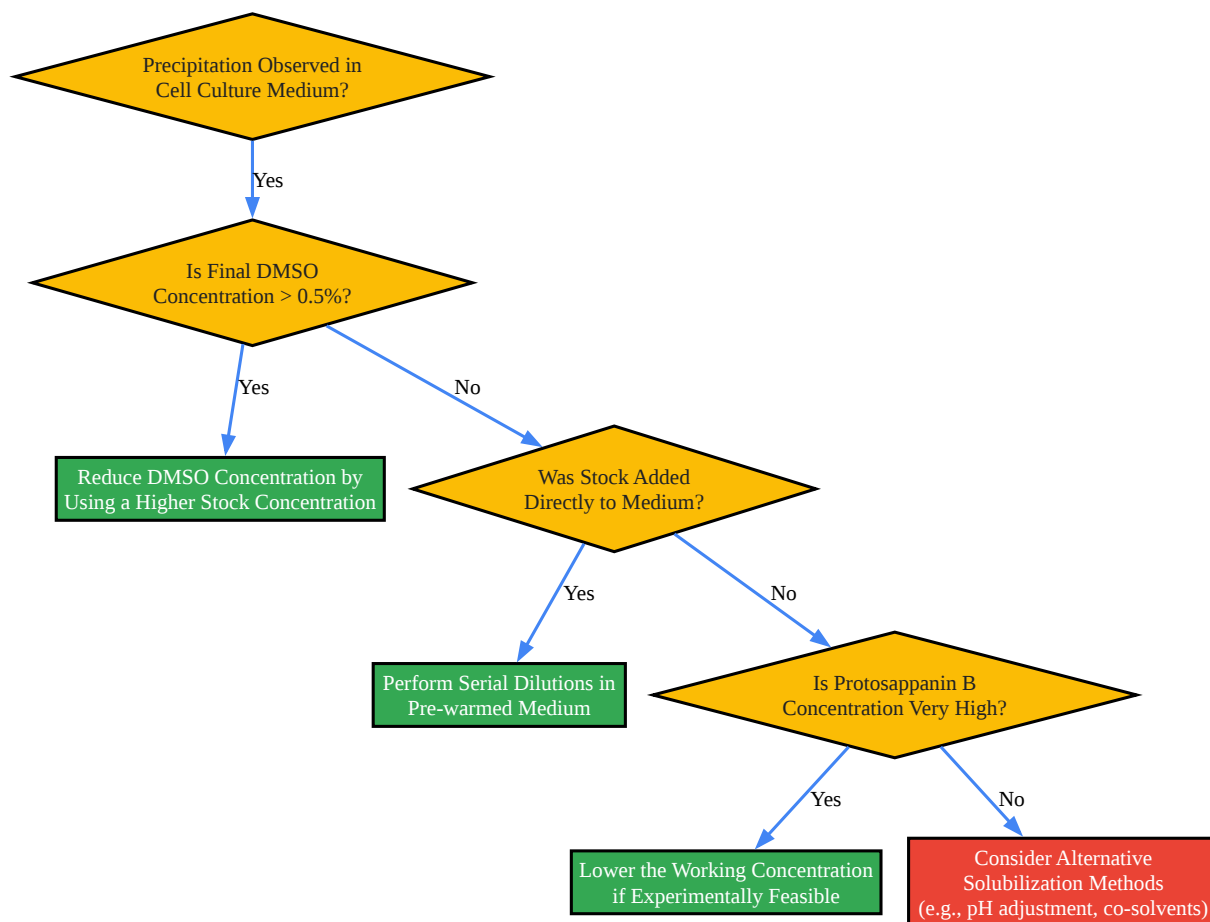 Precipitation Observed in
Cell Culture Medium?
Yes
Is Final DMSO
Concentration > 0.5%?
Yes
No
Reduce DMSO Concentration by
Using a Higher Stock Concentration
Was Stock Added
Directly to Medium?
Yes
No
Perform Serial Dilutions in
Pre-warmed Medium
Is Protosappanin B
Concentration Very High?
Yes
No
Lower the Working Concentration
if Experimentally Feasible
Consider Alternative
Solubilization Methods
(e.g., pH adjustment, co-solvents)